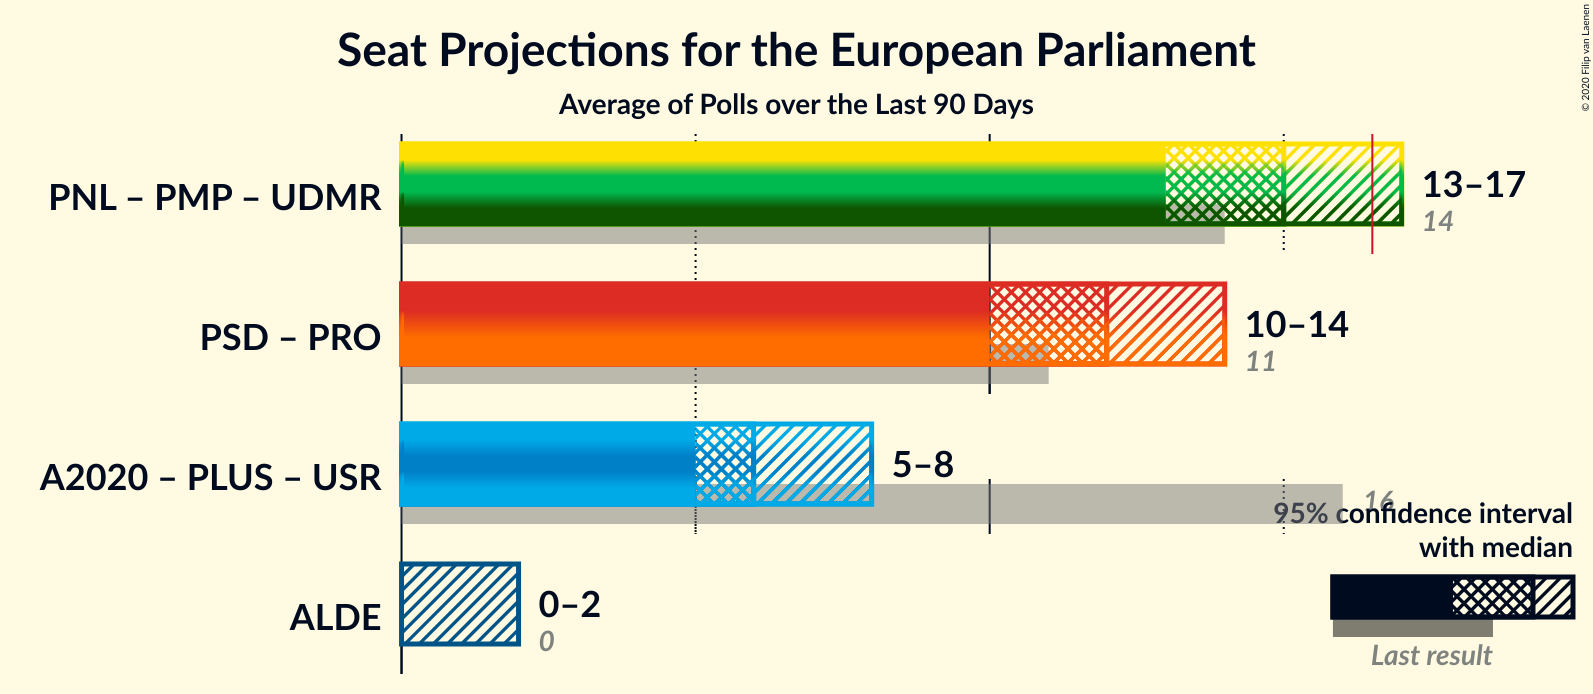 Seat Projections for the European Parliament
Average of Polls over the Last 90 Days
© 2020 Filip van Laenen
PNL – PMP – UDMR
13–17
14
PSD – PRO
10–14
11
A2020 – PLUS – USR
5–8
16
95% confidence interval
with median
Last result
ALDE
0–2
0